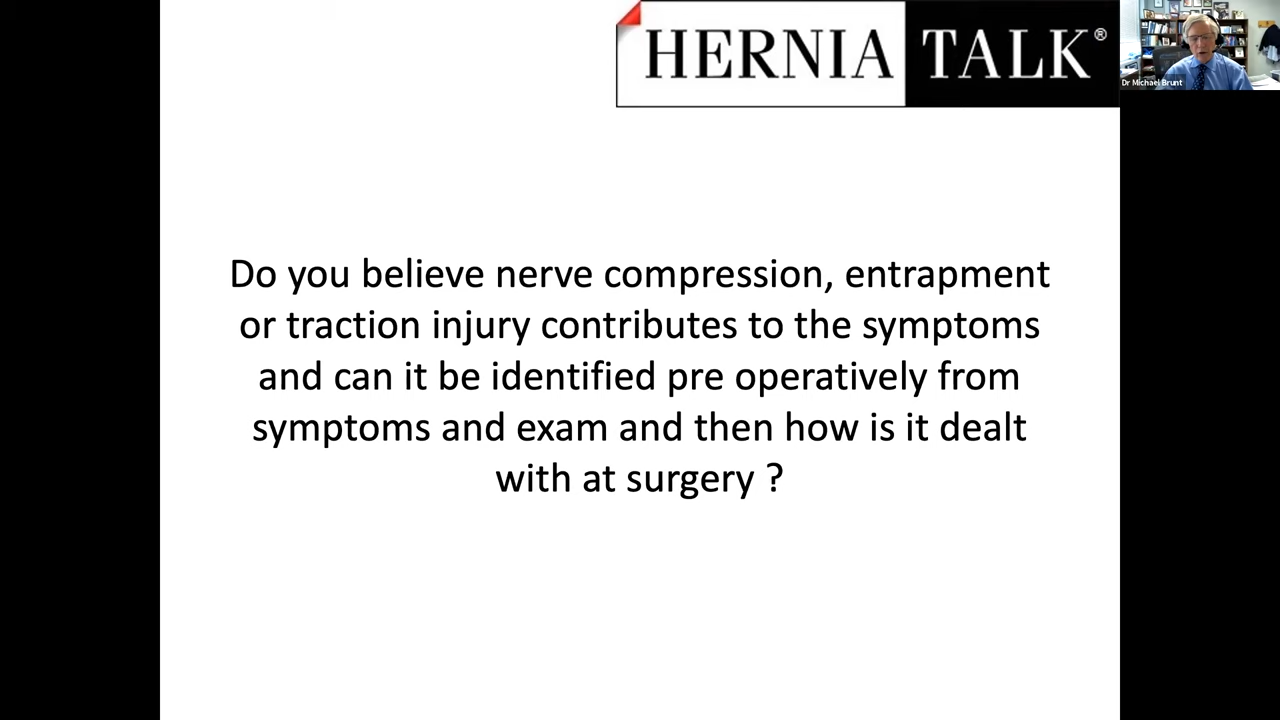 HERNIA TALK®
Dr Michael Brunt
Do you believe nerve compression, entrapment
or traction injury contributes to the symptoms
and can it be identified pre operatively from
symptoms and exam and then how is it dealt
with at surgery ?